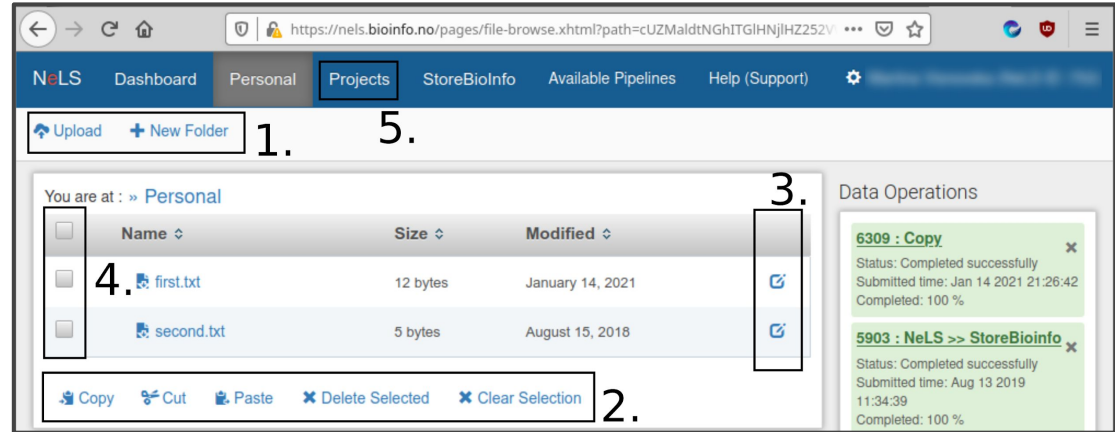 https://nels.bioinfo.no/pages/file-browse.xhtml?path=cUZMaldtNGhITGlHNjlHZ252V
NeLS Dashboard Personal Projects StoreBioInfo Available Pipelines Help (Support)
Upload + New Folder 1. 5.
You are at : » Personal 3. Data Operations
Name Size Modified
6309 : Copy
Status: Completed successfully
4. first.txt 12 bytes January 14, 2021
Submitted time: Jan 14 2021 21:26:42
Completed: 100 %
second.txt 5 bytes August 15, 2018
5903 : NeLS >> StoreBioinfo
Status: Completed successfully
Submitted time: Aug 13 2019
11:34:39
Completed: 100 %
Copy Cut Paste Delete Selected Clear Selection 2.